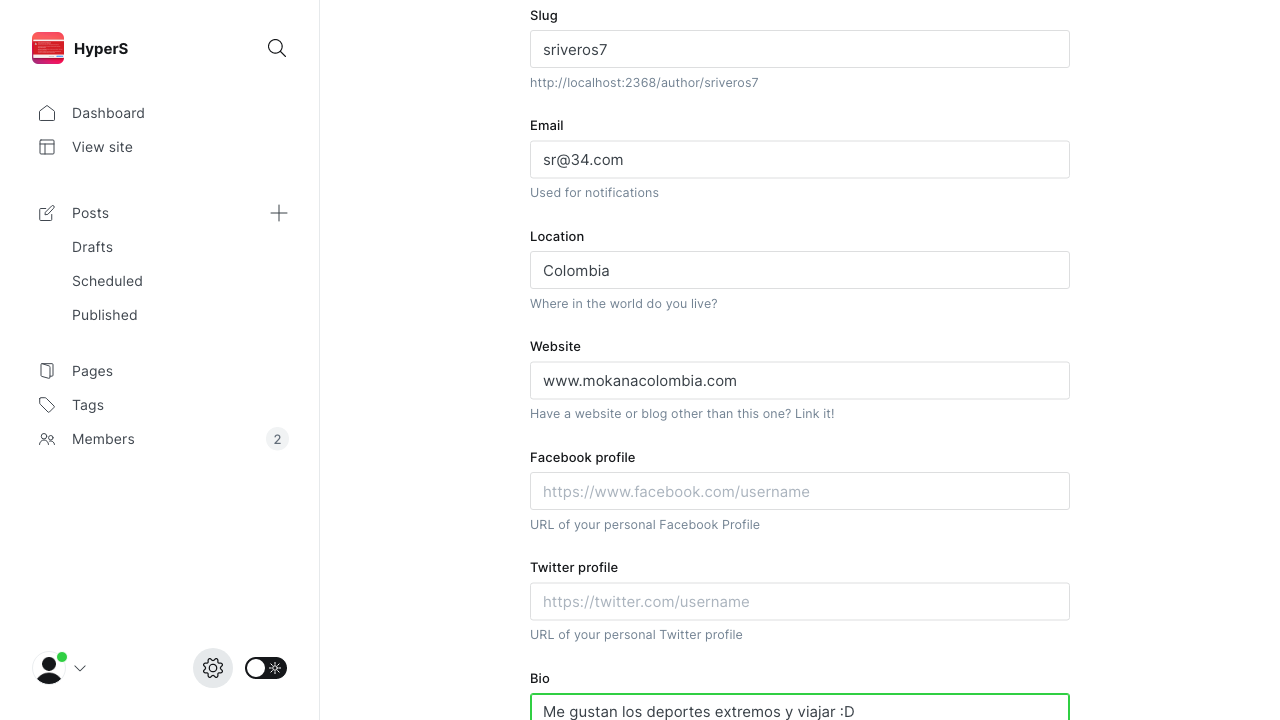 HyperS
Dashboard
View site
Posts
Drafts
Scheduled
Published
Pages
Tags
Members
2
Slug
sriveros7
http://localhost:2368/author/sriveros7
Email
sr@34.com
Used for notifications
Location
Colombia
Where in the world do you live?
Website
www.mokanacolombia.com
Have a website or blog other than this one? Link it!
Facebook profile
https://www.facebook.com/username
URL of your personal Facebook Profile
Twitter profile
https://twitter.com/username
URL of your personal Twitter profile
Bio
Me gustan los deportes extremos y viajar :D